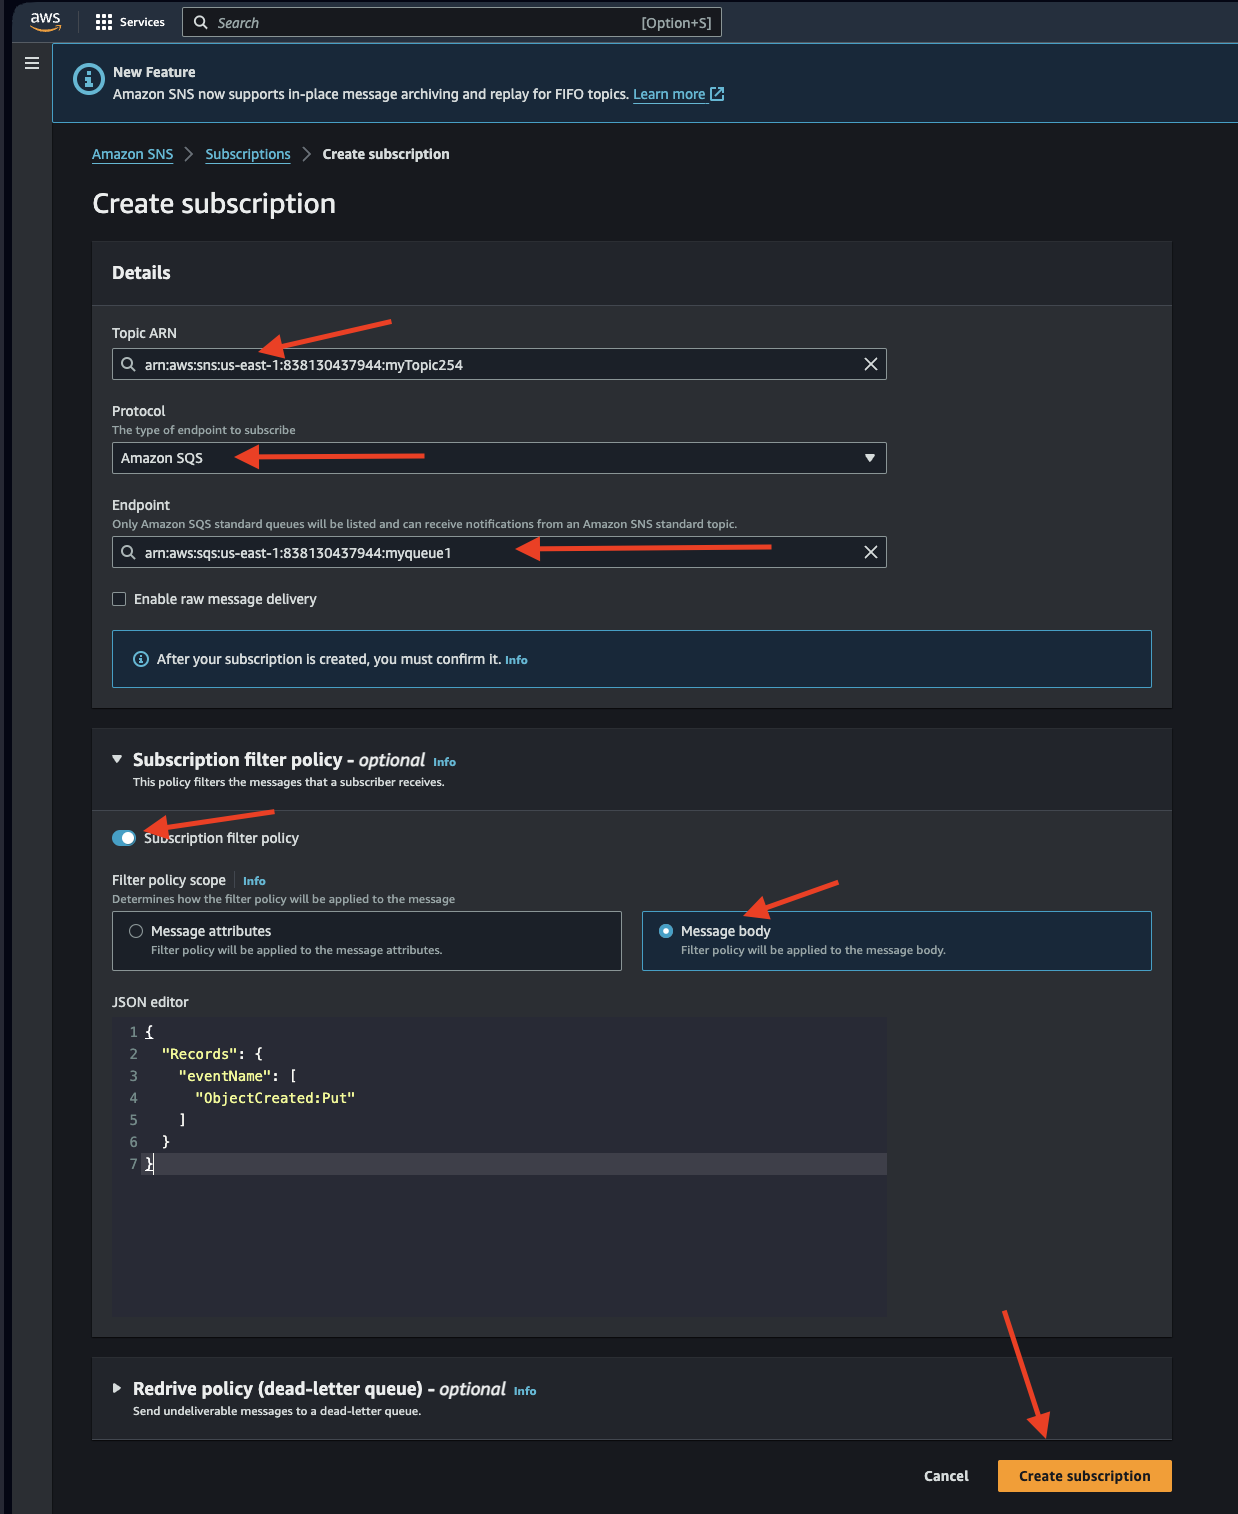 aws
Services
Search
[Option+S]
New Feature
Amazon SNS now supports in-place message archiving and replay for FIFO topics. Learn more
Amazon SNS > Subscriptions > Create subscription
Create subscription
Details
Topic ARN
arn:aws:sns:us-east-1:838130437944:myTopic254
Protocol
The type of endpoint to subscribe
Amazon SQS
Endpoint
Only Amazon SQS standard queues will be listed and can receive notifications from an Amazon SNS standard topic.
arn:aws:sqs:us-east-1:838130437944:myqueue1
Enable raw message delivery
After your subscription is created, you must confirm it. Info
Subscription filter policy - optional Info
This policy filters the messages that a subscriber receives.
Subscription filter policy
Filter policy scope Info
Determines how the filter policy will be applied to the message
Message attributes
Filter policy will be applied to the message attributes.
Message body
Filter policy will be applied to the message body.
JSON editor
1 {
2 "Records": {
3 "eventName": [
4 "ObjectCreated:Put"
5 ]
6 }
7 }
Redrive policy (dead-letter queue) - optional Info
Send undeliverable messages to a dead-letter queue.
Cancel
Create subscription